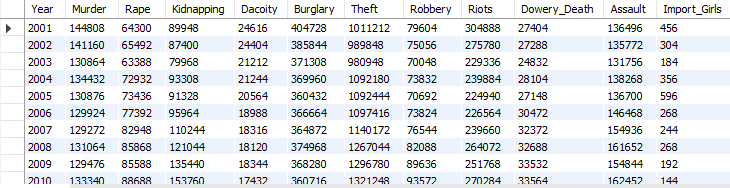 Year Murder Rape Kidnapping Dacoity Burglary Theft Robbery Riots Dowery_Death Assault Import_Girls
2001 144808 64300 89948 24616 404728 1011212 79604 304888 27404 136496 456
2002 141160 65492 87400 24404 385844 989848 75056 275780 27288 135772 304
2003 130864 63388 79968 21212 371308 980948 70048 229336 24832 131756 184
2004 134432 72932 93308 21244 369960 1092180 73832 239884 28104 138268 356
2005 130876 73436 91328 20564 360432 1092444 70692 224940 27148 136700 596
2006 129924 77392 95964 18988 366664 1097416 73824 226564 30472 146468 268
2007 129272 82948 110244 18316 364872 1140172 76544 239660 32372 154936 244
2008 131064 85868 121044 18120 374968 1267044 82088 264072 32688 161652 268
2009 129476 85588 135440 18344 368280 1296780 89636 251768 33532 154844 192
2010 133340 88688 153760 17432 360716 1321248 93572 270284 33564 162452 144